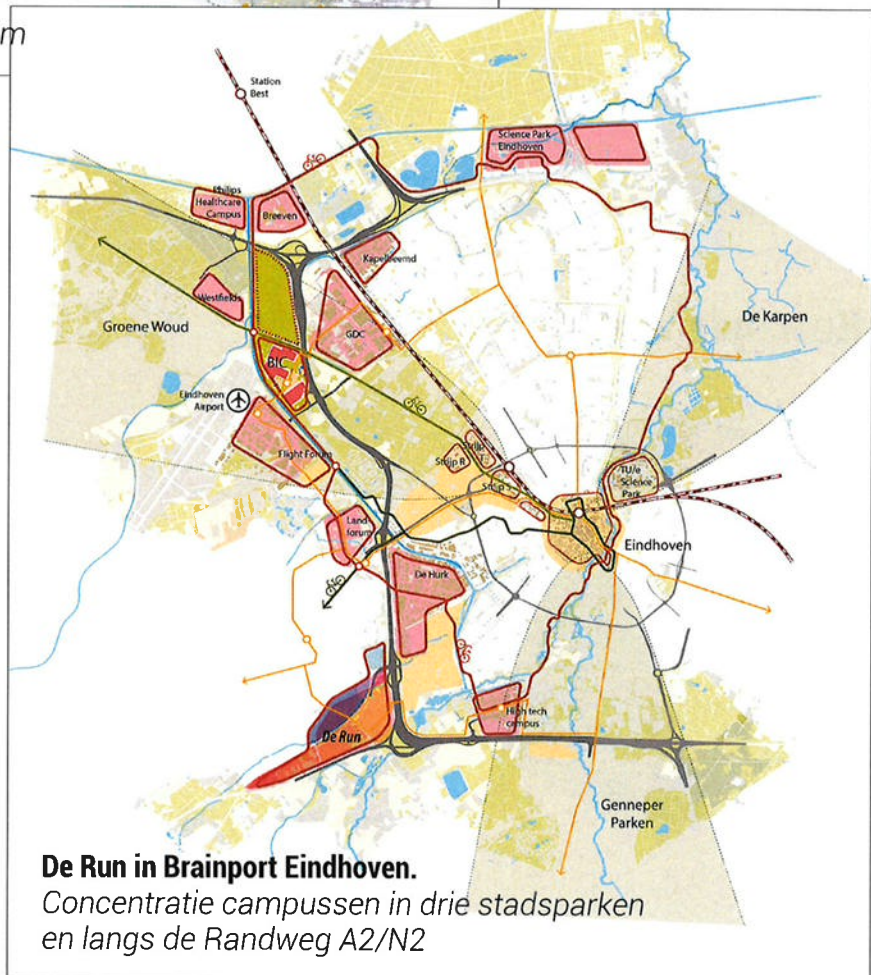 m
Station
Best
Science Park
Eindhoven
Philips
Healthcare
Campus
Breeven
Kapelbeemd
Westfields
GDC
Groene Woud
De Karpen
BIC
Eindhoven
Airport
Strijp
Strijp R
Strijp S
Flight Forum
TU/e
Science
Park
Land
forum
Eindhoven
De Hurk
High tech
campus
De Run
Genneper
Parken
De Run in Brainport Eindhoven.
Concentratie campussen in drie stadsparken
en langs de Randweg A2/N2